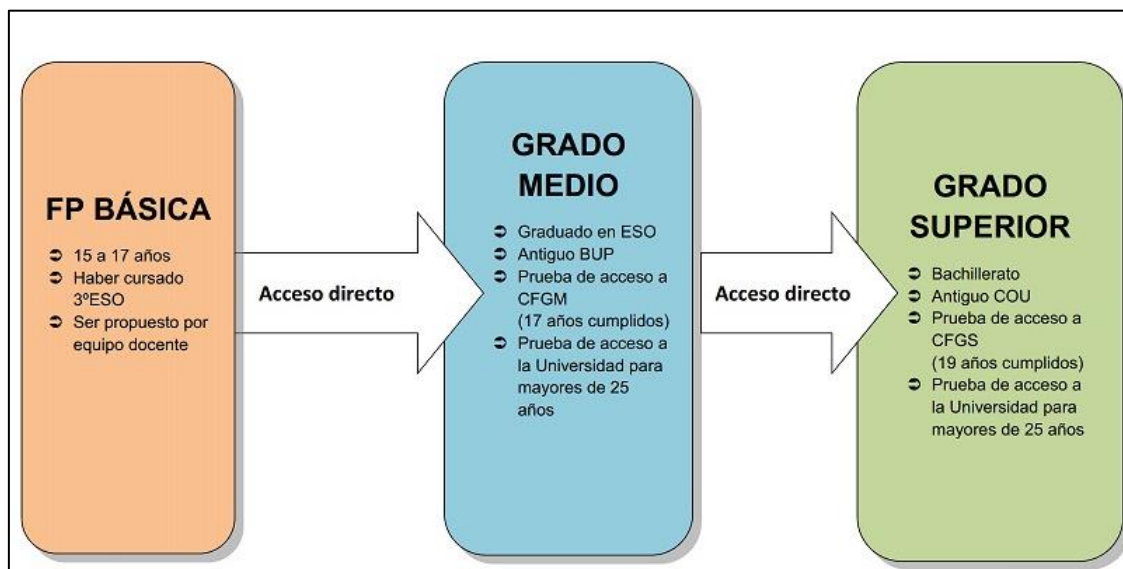 FP BÁSICA
➲ 15 a 17 años
➲ Haber cursado
3ºESO
➲ Ser propuesto por
equipo docente
Acceso directo
GRADO
MEDIO
➲ Graduado en ESO
➲ Antiguo BUP
➲ Prueba de acceso a
CFGM
(17 años cumplidos)
➲ Prueba de acceso a
la Universidad para
mayores de 25
años
Acceso directo
GRADO
SUPERIOR
➲ Bachillerato
➲ Antiguo COU
➲ Prueba de acceso a
CFGS
(19 años cumplidos)
➲ Prueba de acceso a
la Universidad para
mayores de 25 años